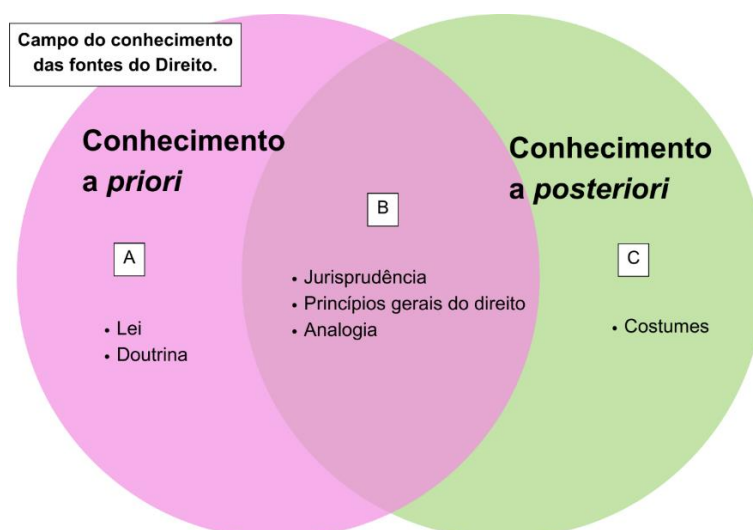 Campo do conhecimento
das fontes do Direito.
Conhecimento
a priori
Conhecimento
a posteriori
A
B
C
• Jurisprudência
• Princípios gerais do direito
• Analogia
• Lei
• Doutrina
• Costumes